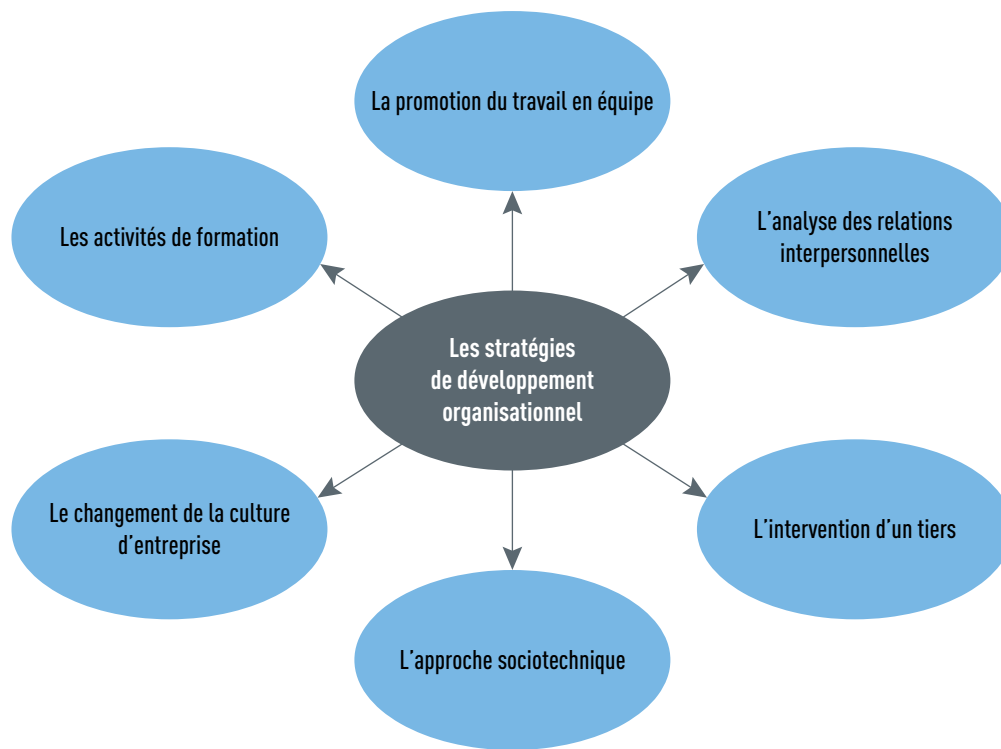 La promotion du travail en équipe
Les activités de formation
L'analyse des relations
interpersonnelles
Les stratégies
de développement
organisationnel
Le changement de la culture
d'entreprise
L'intervention d'un tiers
L'approche sociotechnique